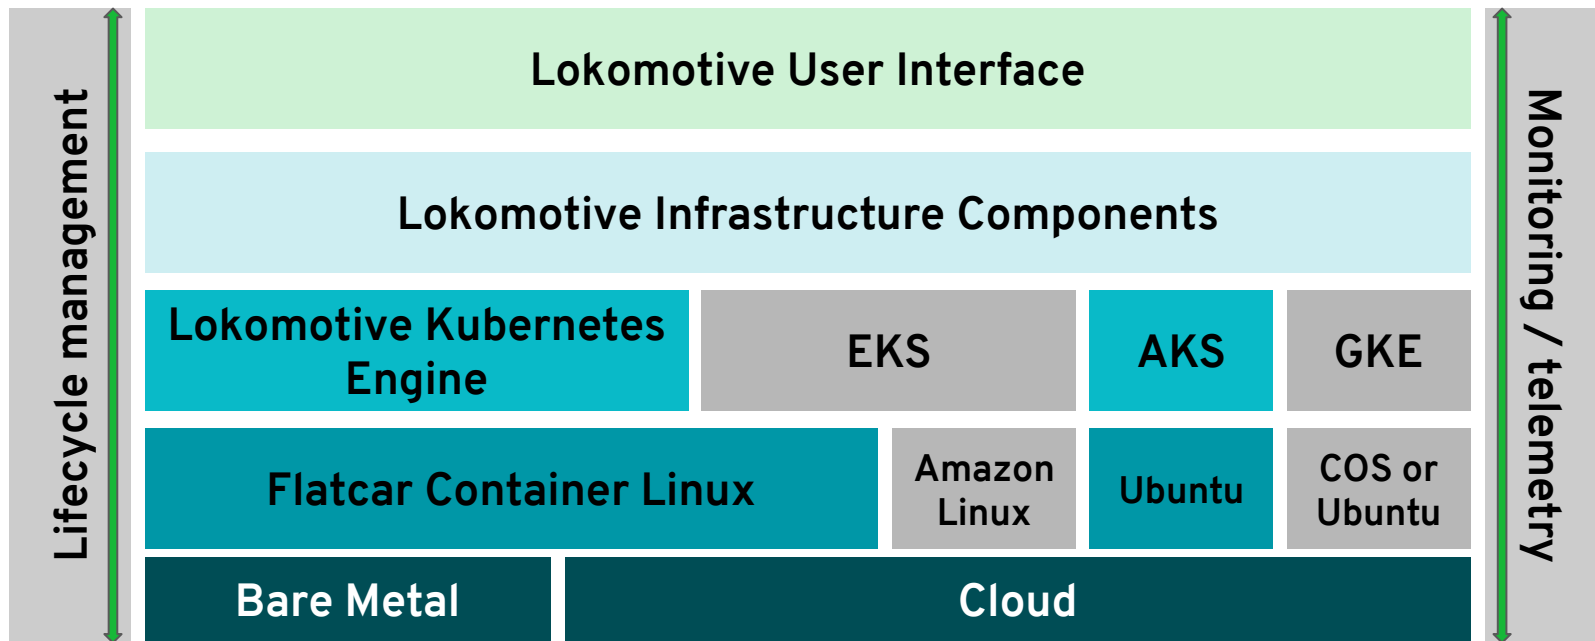 Lifecycle management
Lokomotive User Interface
Lokomotive Infrastructure Components
Lokomotive Kubernetes
Engine
EKS
AKS
GKE
Flatcar Container Linux
Amazon
Linux
Ubuntu
COS or
Ubuntu
Bare Metal
Cloud
Monitoring / telemetry